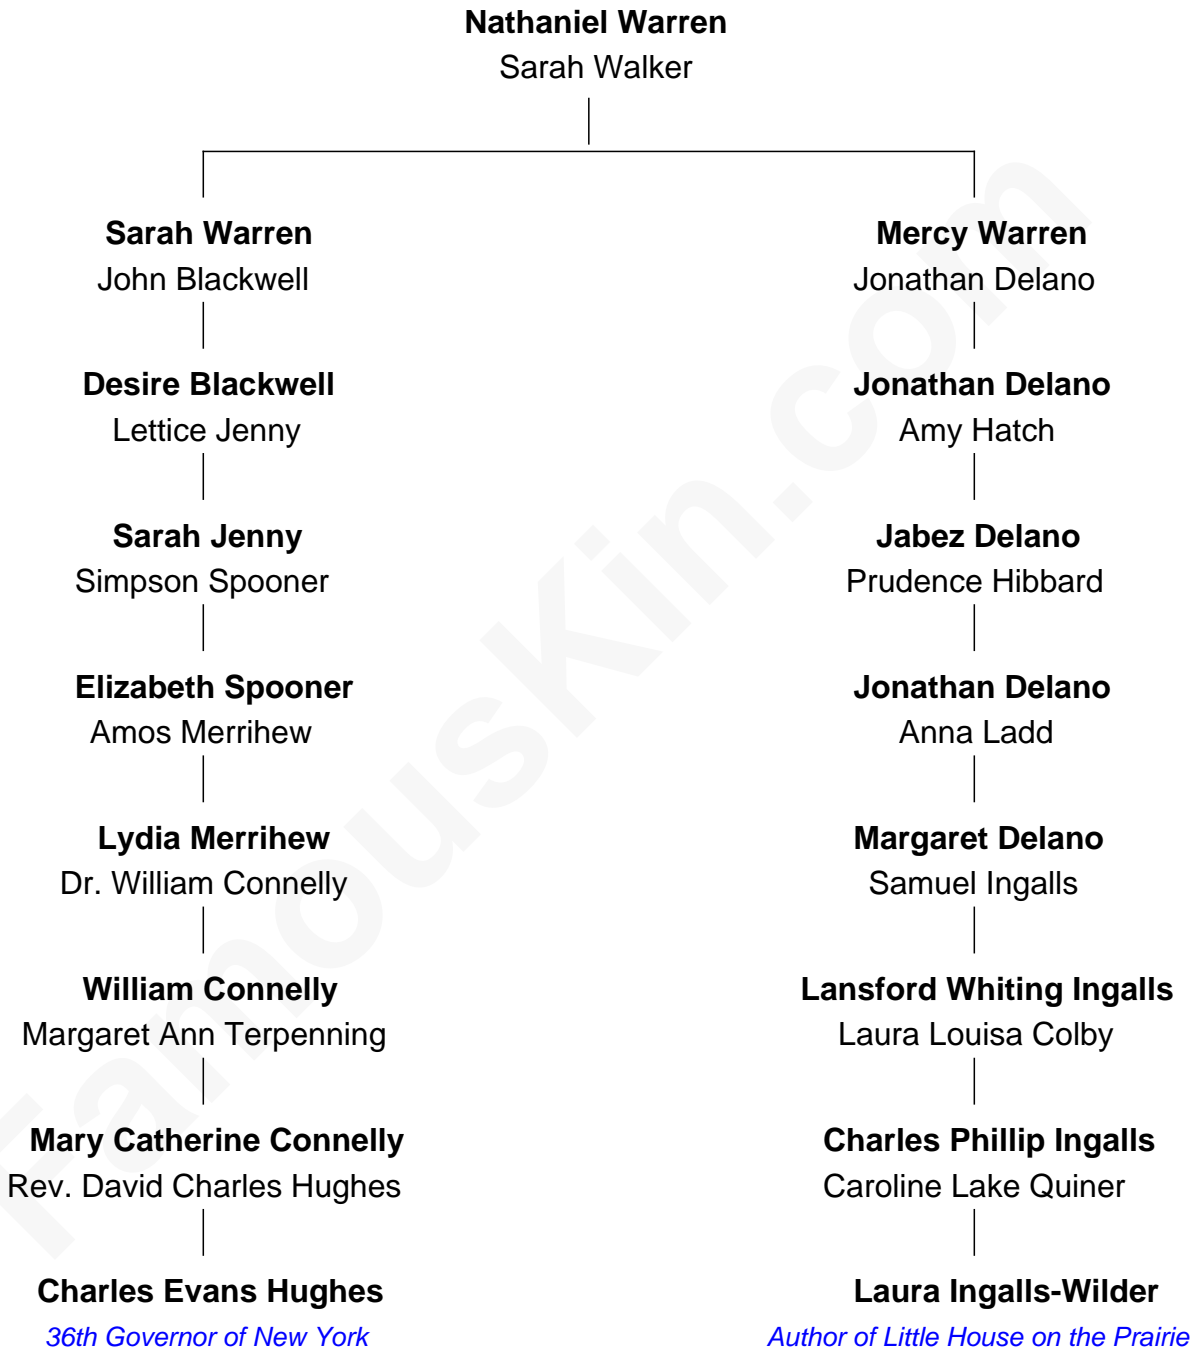 Nathaniel Warren
Sarah Walker
Sarah Warren
John Blackwell
Mercy Warren
Jonathan Delano
Desire Blackwell
Lettice Jenny
Jonathan Delano
Amy Hatch
Sarah Jenny
Simpson Spooner
Jabez Delano
Prudence Hibbard
Elizabeth Spooner
Amos Merrihew
Jonathan Delano
Anna Ladd
Lydia Merrihew
Dr. William Connelly
Margaret Delano
Samuel Ingalls
William Connelly
Margaret Ann Terpenning
Lansford Whiting Ingalls
Laura Louisa Colby
Mary Catherine Connelly
Rev. David Charles Hughes
Charles Phillip Ingalls
Caroline Lake Quiner
Charles Evans Hughes
36th Governor of New York
Laura Ingalls-Wilder
Author of Little House on the Prairie
FamousKin.com